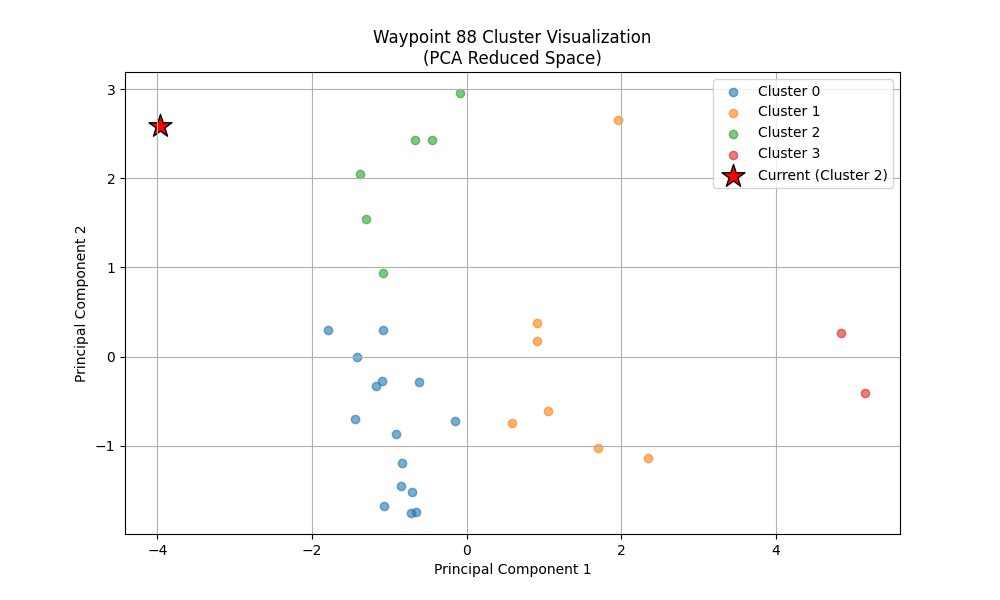 Waypoint 88 Cluster Visualization
(PCA Reduced Space)
Cluster 0
Cluster 1
Cluster 2
Cluster 3
Current (Cluster 2)
Principal Component 2
3
2
1
0
−1
−4
−2
0
2
4
Principal Component 1